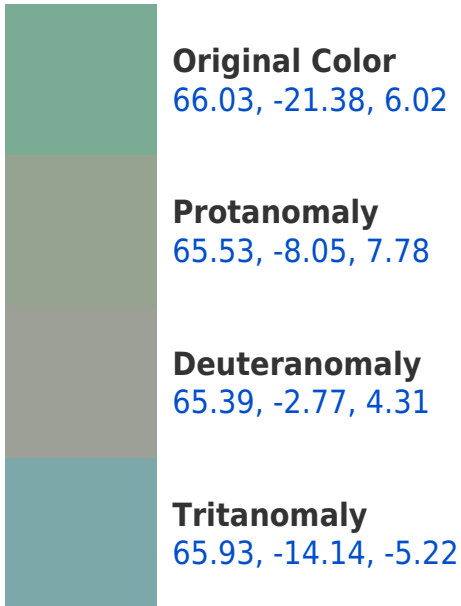 Original Color
66.03, -21.38, 6.02
Protanomaly
65.53, -8.05, 7.78
Deuteranomaly
65.39, -2.77, 4.31
Tritanomaly
65.93, -14.14, -5.22